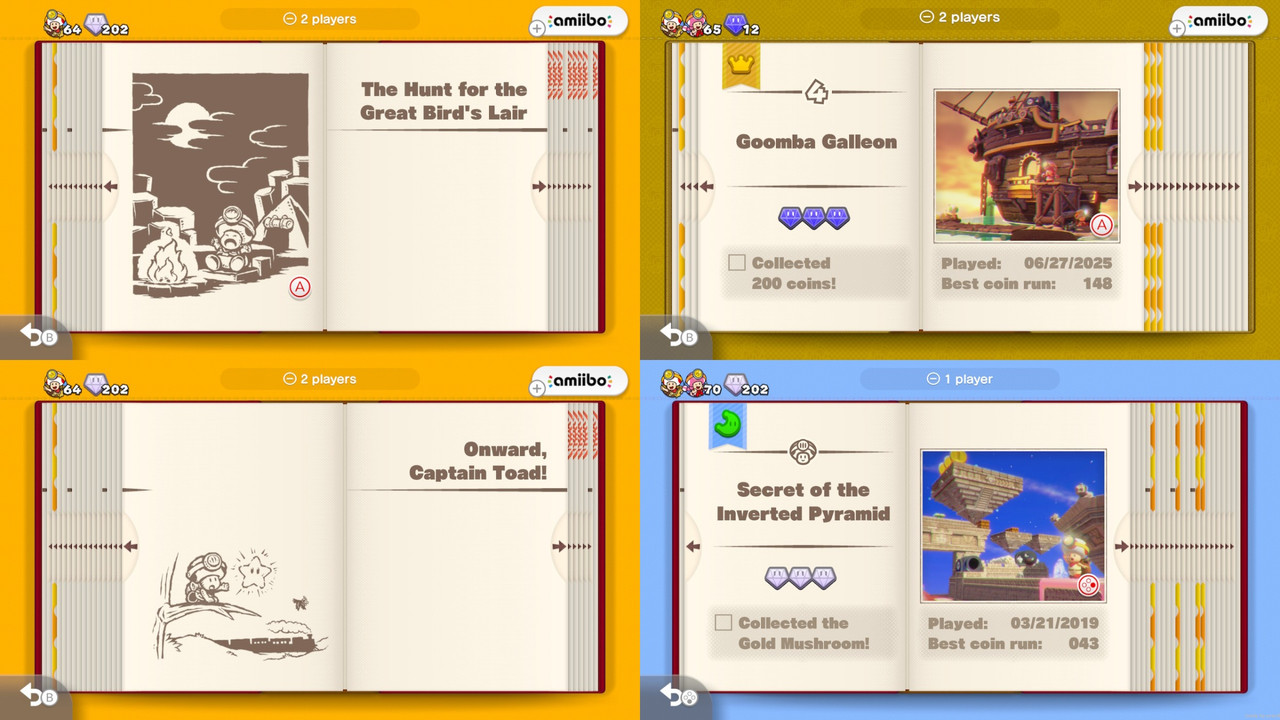 64 202
2 players
amiibo
The Hunt for the
Great Bird's Lair
A
B
65 12
2 players
amiibo
4
Goomba Galleon
Collected
200 coins!
A
Played: 06/27/2025
Best coin run: 148
B
64 202
2 players
amiibo
Onward,
Captain Toad!
B
70 202
1 player
Secret of the
Inverted Pyramid
Collected the
Gold Mushroom!
Played: 03/21/2019
Best coin run: 043